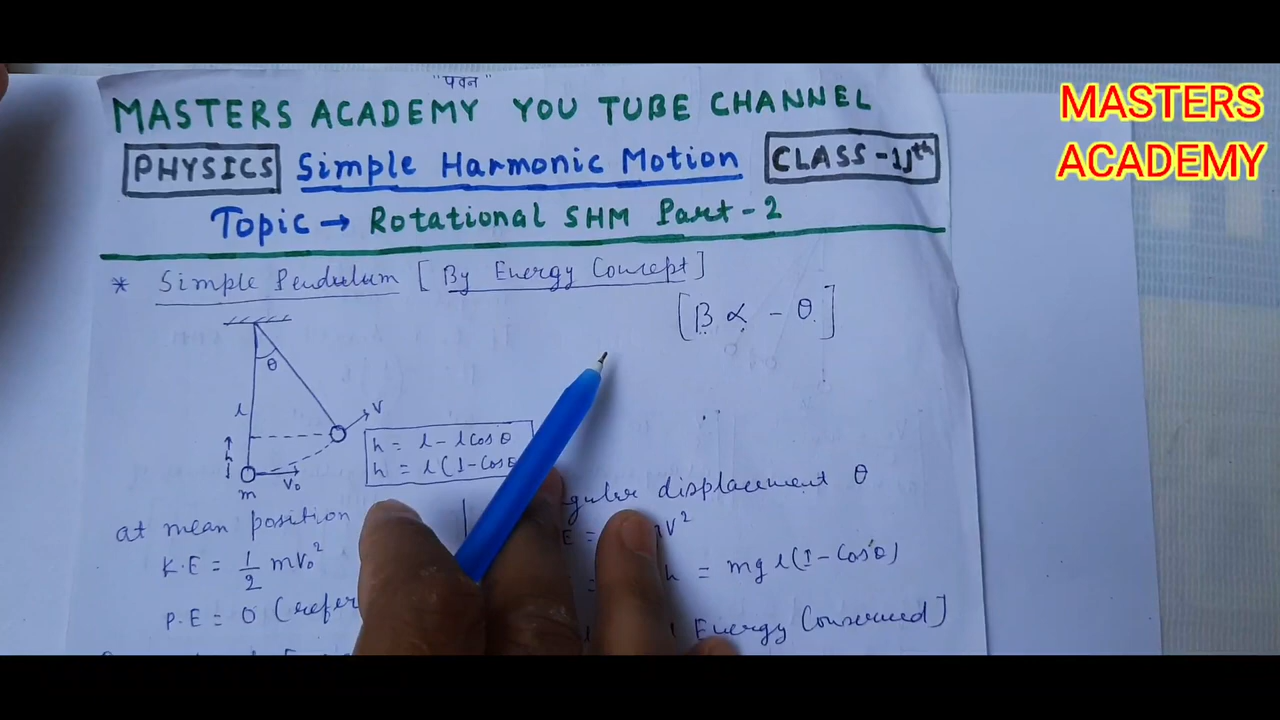 "पवन"
MASTERS ACADEMY YOU TUBE CHANNEL
MASTERS
ACADEMY
PHYSICS Simple Harmonic Motion CLASS-11th
Topic → Rotational SHM Part-2
* Simple Pendulum [By Energy Concept]
[β ∝ - θ]
θ
l
V
h
m
V₀
h = l - l Cos θ
h = l (1 - Cos
at mean position
displacement θ
K.E = 1/2 mV₀²
V²
P.E = 0
h = mg l (1 - Cos θ)
Energy Conserved]